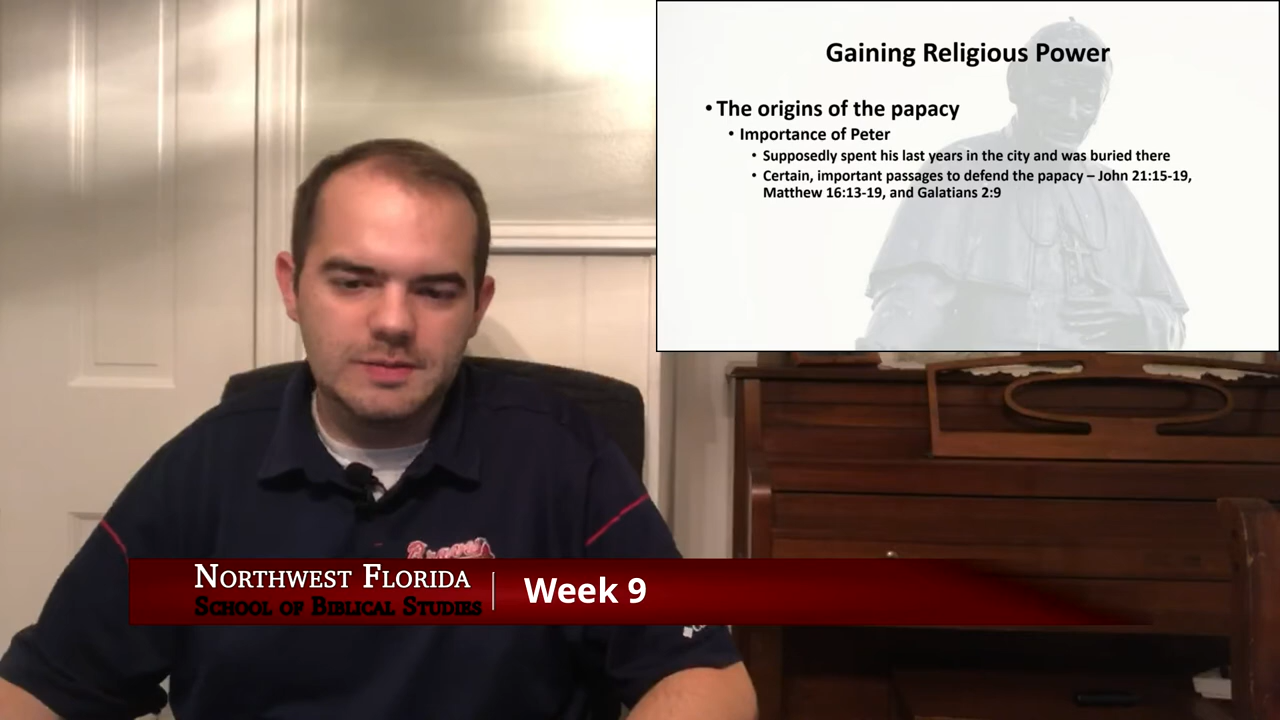 Gaining Religious Power
• The origins of the papacy
• Importance of Peter
• Supposedly spent his last years in the city and was buried there
• Certain, important passages to defend the papacy – John 21:15-19,
Matthew 16:13-19, and Galatians 2:9
Braves
NORTHWEST FLORIDA
SCHOOL OF BIBLICAL STUDIES
Week 9